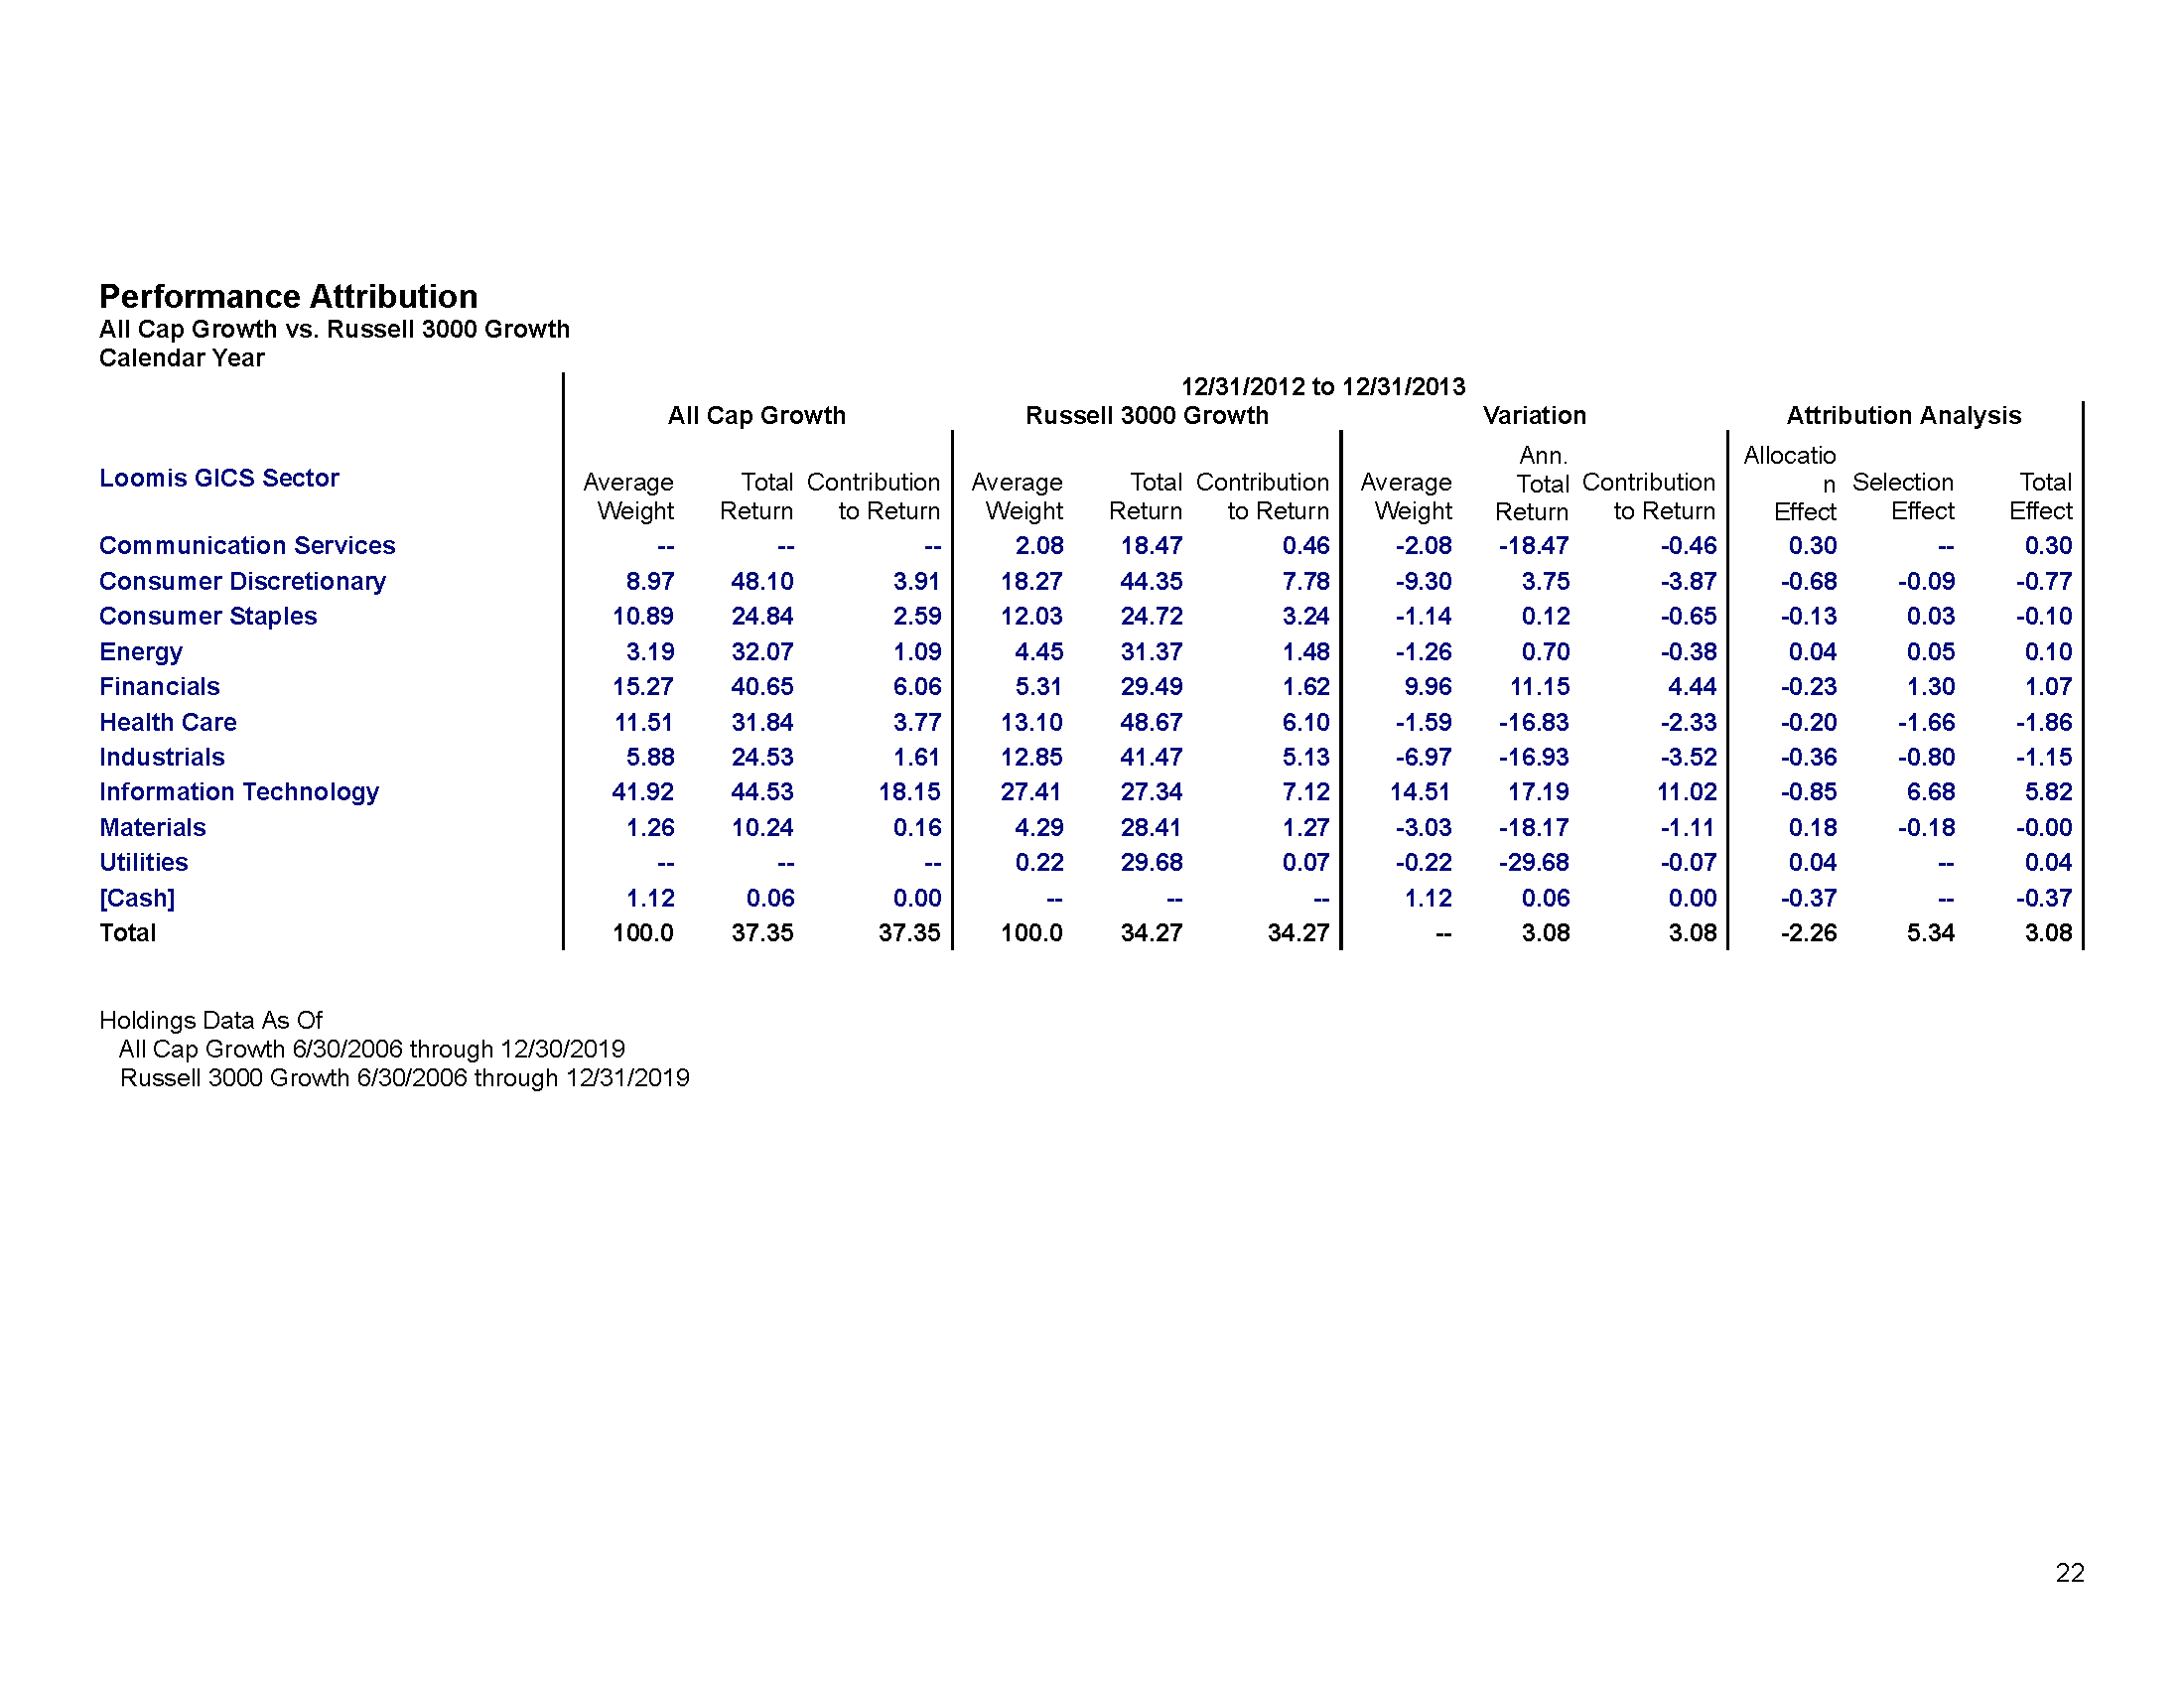 Performance Attribution
All Cap Growth vs. Russell 3000 Growth
Calendar Year
12/31/2012 to 12/31/2013
All Cap Growth Russell 3000 Growth Variation Attribution Analysis
Loomis GICS Sector Average Weight Total Return Contribution to Return Average Weight Total Return Contribution to Return Average Weight Ann. Total Return Contribution to Return Allocatio n Effect Selection Effect Total Effect
Communication Services -- -- -- 2.08 18.47 0.46 -2.08 -18.47 -0.46 0.30 -- 0.30
Consumer Discretionary 8.97 48.10 3.91 18.27 44.35 7.78 -9.30 3.75 -3.87 -0.68 -0.09 -0.77
Consumer Staples 10.89 24.84 2.59 12.03 24.72 3.24 -1.14 0.12 -0.65 -0.13 0.03 -0.10
Energy 3.19 32.07 1.09 4.45 31.37 1.48 -1.26 0.70 -0.38 0.04 0.05 0.10
Financials 15.27 40.65 6.06 5.31 29.49 1.62 9.96 11.15 4.44 -0.23 1.30 1.07
Health Care 11.51 31.84 3.77 13.10 48.67 6.10 -1.59 -16.83 -2.33 -0.20 -1.66 -1.86
Industrials 5.88 24.53 1.61 12.85 41.47 5.13 -6.97 -16.93 -3.52 -0.36 -0.80 -1.15
Information Technology 41.92 44.53 18.15 27.41 27.34 7.12 14.51 17.19 11.02 -0.85 6.68 5.82
Materials 1.26 10.24 0.16 4.29 28.41 1.27 -3.03 -18.17 -1.11 0.18 -0.18 -0.00
Utilities -- -- -- 0.22 29.68 0.07 -0.22 -29.68 -0.07 0.04 -- 0.04
[Cash] 1.12 0.06 0.00 -- -- -- 1.12 0.06 0.00 -0.37 -- -0.37
Total 100.0 37.35 37.35 100.0 34.27 34.27 -- 3.08 3.08 -2.26 5.34 3.08
Holdings Data As Of
All Cap Growth 6/30/2006 through 12/30/2019
Russell 3000 Growth 6/30/2006 through 12/31/2019
22